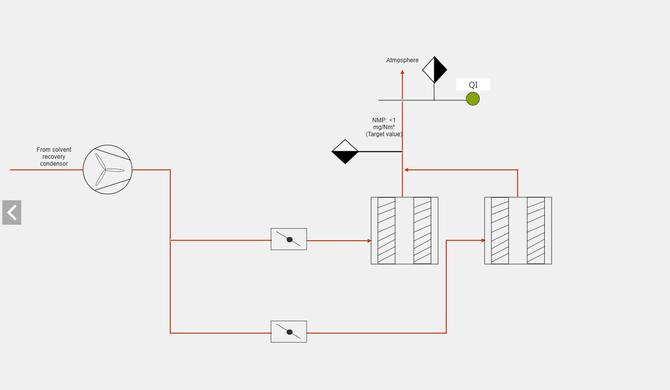 Atmosphere
QI
NMP: <1
mg/Nm³
(Target value)
From solvent
recovery
condensor